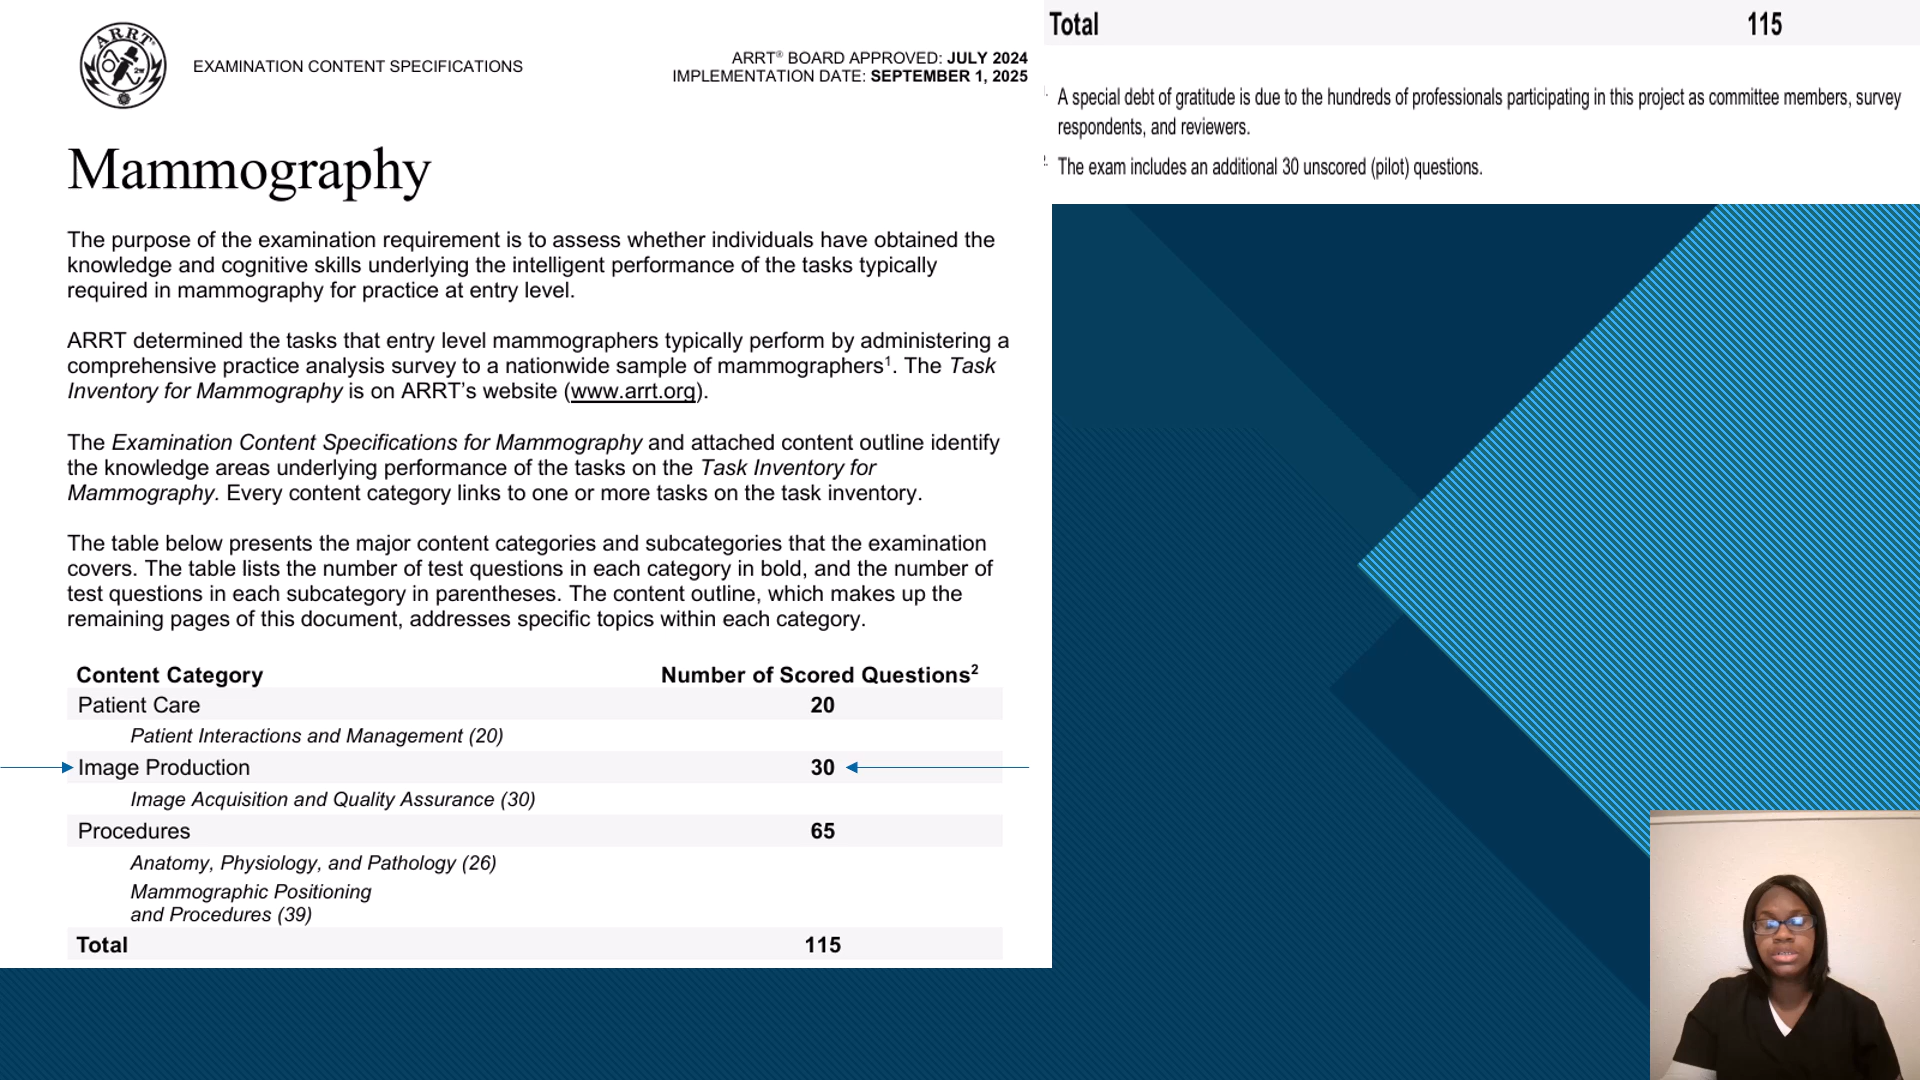 ARRT
EXAMINATION CONTENT SPECIFICATIONS
ARRT® BOARD APPROVED: JULY 2024
IMPLEMENTATION DATE: SEPTEMBER 1, 2025
Mammography
The purpose of the examination requirement is to assess whether individuals have obtained the
knowledge and cognitive skills underlying the intelligent performance of the tasks typically
required in mammography for practice at entry level.
ARRT determined the tasks that entry level mammographers typically perform by administering a
comprehensive practice analysis survey to a nationwide sample of mammographers¹. The Task
Inventory for Mammography is on ARRT’s website (www.arrt.org).
The Examination Content Specifications for Mammography and attached content outline identify
the knowledge areas underlying performance of the tasks on the Task Inventory for
Mammography. Every content category links to one or more tasks on the task inventory.
The table below presents the major content categories and subcategories that the examination
covers. The table lists the number of test questions in each category in bold, and the number of
test questions in each subcategory in parentheses. The content outline, which makes up the
remaining pages of this document, addresses specific topics within each category.
Content Category Number of Scored Questions²
Patient Care 20
Patient Interactions and Management (20)
Image Production 30
Image Acquisition and Quality Assurance (30)
Procedures 65
Anatomy, Physiology, and Pathology (26)
Mammographic Positioning
and Procedures (39)
Total 115
Total 115
A special debt of gratitude is due to the hundreds of professionals participating in this project as committee members, survey
respondents, and reviewers.
2. The exam includes an additional 30 unscored (pilot) questions.